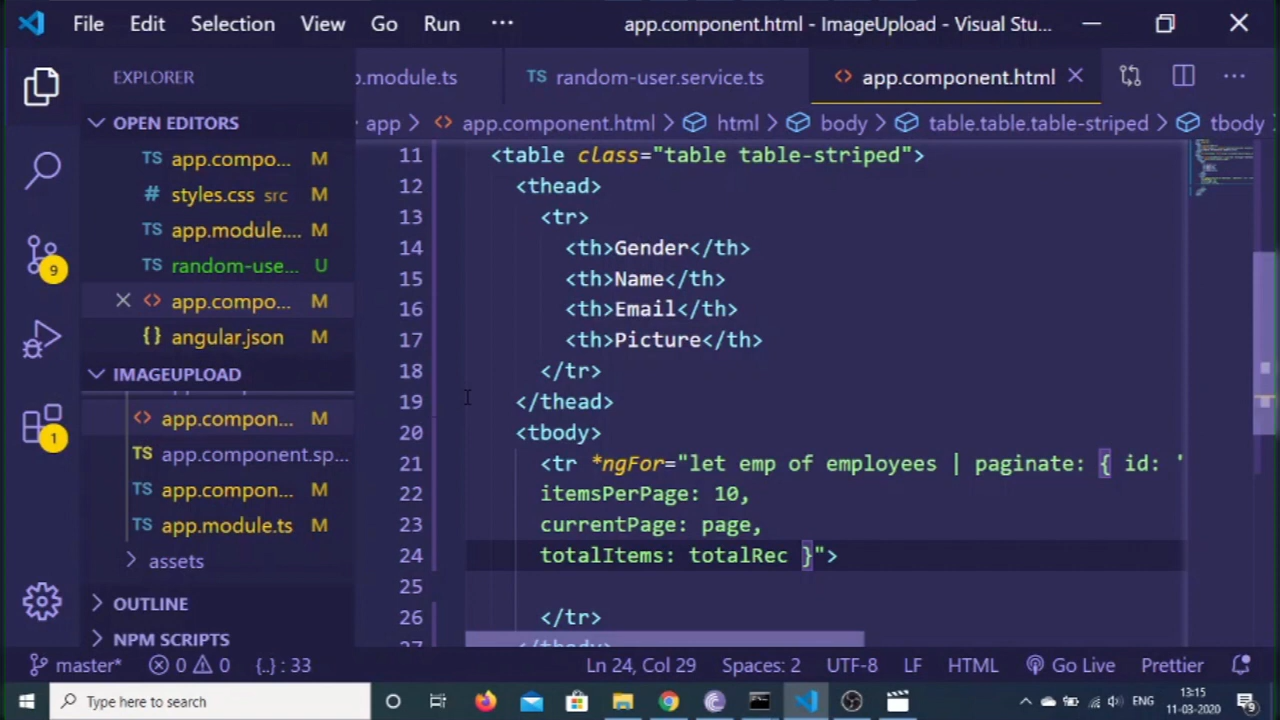 File Edit Selection View Go Run ··· app.component.html - ImageUpload - Visual Stu...
EXPLORER
OPEN EDITORS
TS app.compo... M
# styles.css src M
TS app.module.... M
TS random-use... U
<> app.compo... M
{} angular.json M
IMAGEUPLOAD
<> app.compon... M
TS app.component.sp...
TS app.compon... M
TS app.module.ts M
assets
OUTLINE
NPM SCRIPTS
9
1
p.module.ts TS random-user.service.ts <> app.component.html
app > <> app.component.html > html > body > table.table.table-striped > tbody
11 <table class="table table-striped">
12 <thead>
13 <tr>
14 <th>Gender</th>
15 <th>Name</th>
16 <th>Email</th>
17 <th>Picture</th>
18 </tr>
19 </thead>
20 <tbody>
21 <tr *ngFor="let emp of employees | paginate: { id: '
22 itemsPerPage: 10,
23 currentPage: page,
24 totalItems: totalRec }">
25
26 </tr>
27 </tbody>
master* 0 0 {..} : 33 Ln 24, Col 29 Spaces: 2 UTF-8 LF HTML Go Live Prettier
Type here to search
ENG
13:15
11-03-2020
9